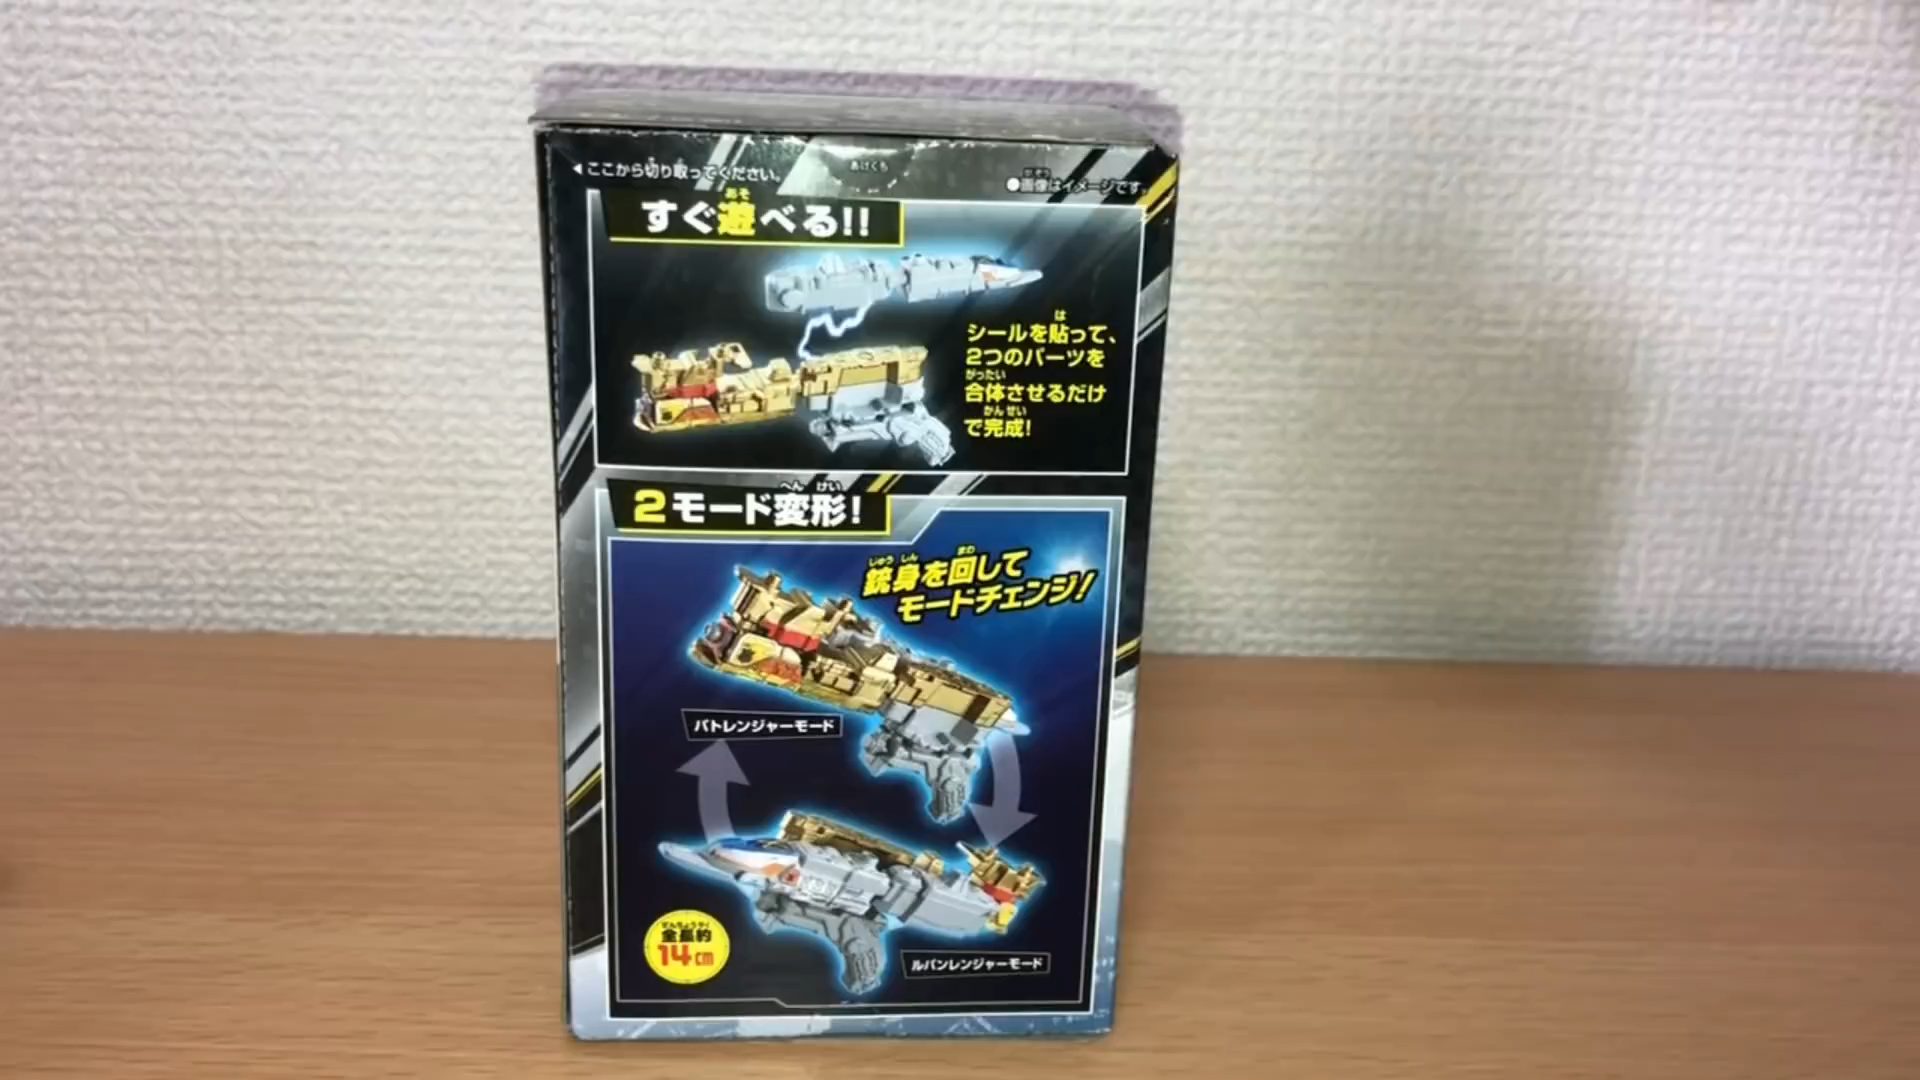 ◀ここから切り取ってください。
あけくち
●画像はイメージです。
すぐ遊べる!!
シールを貼って、
2つのパーツを
合体させるだけ
で完成!
2モード変形!
銃身を回して
モードチェンジ!
パトレンジャーモード
全長約
14cm
ルパンレンジャーモード